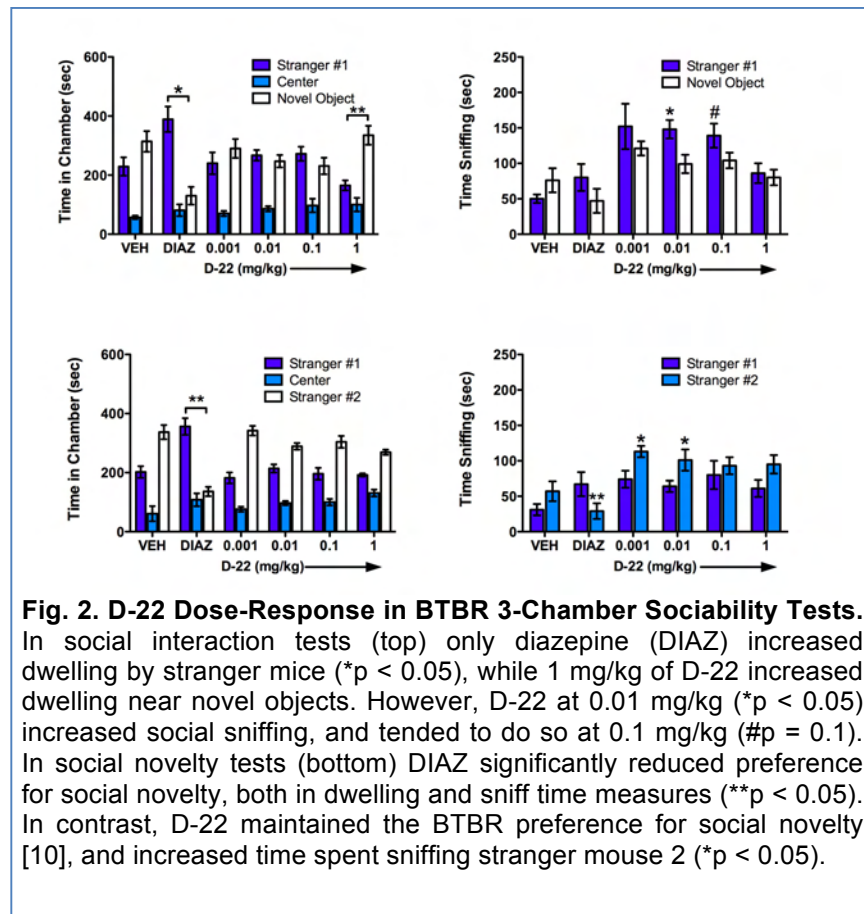 600
400
200
0
Time in Chamber (sec)
Stranger #1
Center
Novel Object
*
**
VEH DIAZ 0.001 0.01 0.1 1
D-22 (mg/kg)
250
200
150
100
50
0
Time Sniffing (sec)
Stranger #1
Novel Object
*
#
VEH DIAZ 0.001 0.01 0.1 1
D-22 (mg/kg)
600
400
200
0
Time in Chamber (sec)
Stranger #1
Center
Stranger #2
**
VEH DIAZ 0.001 0.01 0.1 1
D-22 (mg/kg)
250
200
150
100
50
0
Time Sniffing (sec)
Stranger #1
Stranger #2
**
*
*
VEH DIAZ 0.001 0.01 0.1 1
D-22 (mg/kg)
Fig. 2. D-22 Dose-Response in BTBR 3-Chamber Sociability Tests.
In social interaction tests (top) only diazepine (DIAZ) increased
dwelling by stranger mice (*p < 0.05), while 1 mg/kg of D-22 increased
dwelling near novel objects. However, D-22 at 0.01 mg/kg (*p < 0.05)
increased social sniffing, and tended to do so at 0.1 mg/kg (#p = 0.1).
In social novelty tests (bottom) DIAZ significantly reduced preference
for social novelty, both in dwelling and sniff time measures (**p < 0.05).
In contrast, D-22 maintained the BTBR preference for social novelty
[10], and increased time spent sniffing stranger mouse 2 (*p < 0.05).